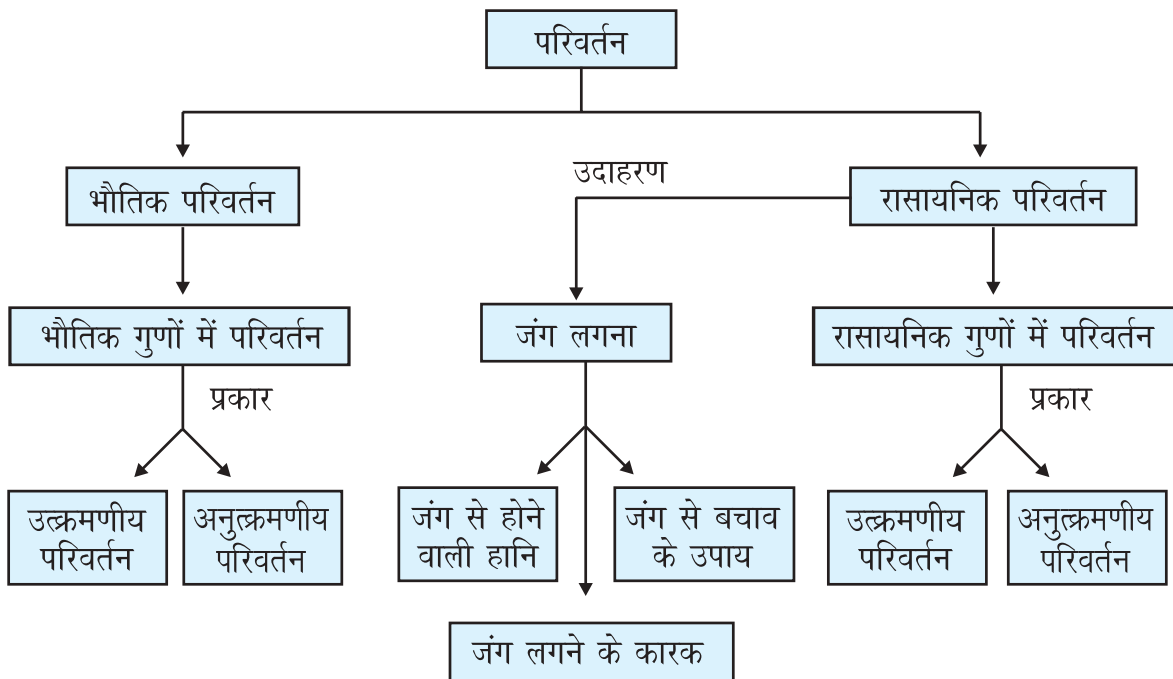 परिवर्तन
उदाहरण
भौतिक परिवर्तन
रासायनिक परिवर्तन
भौतिक गुणों में परिवर्तन
जंग लगना
रासायनिक गुणों में परिवर्तन
प्रकार
प्रकार
उत्क्रमणीय
परिवर्तन
अनुत्क्रमणीय
परिवर्तन
जंग से होने
वाली हानि
जंग से बचाव
के उपाय
उत्क्रमणीय
परिवर्तन
अनुत्क्रमणीय
परिवर्तन
जंग लगने के कारक